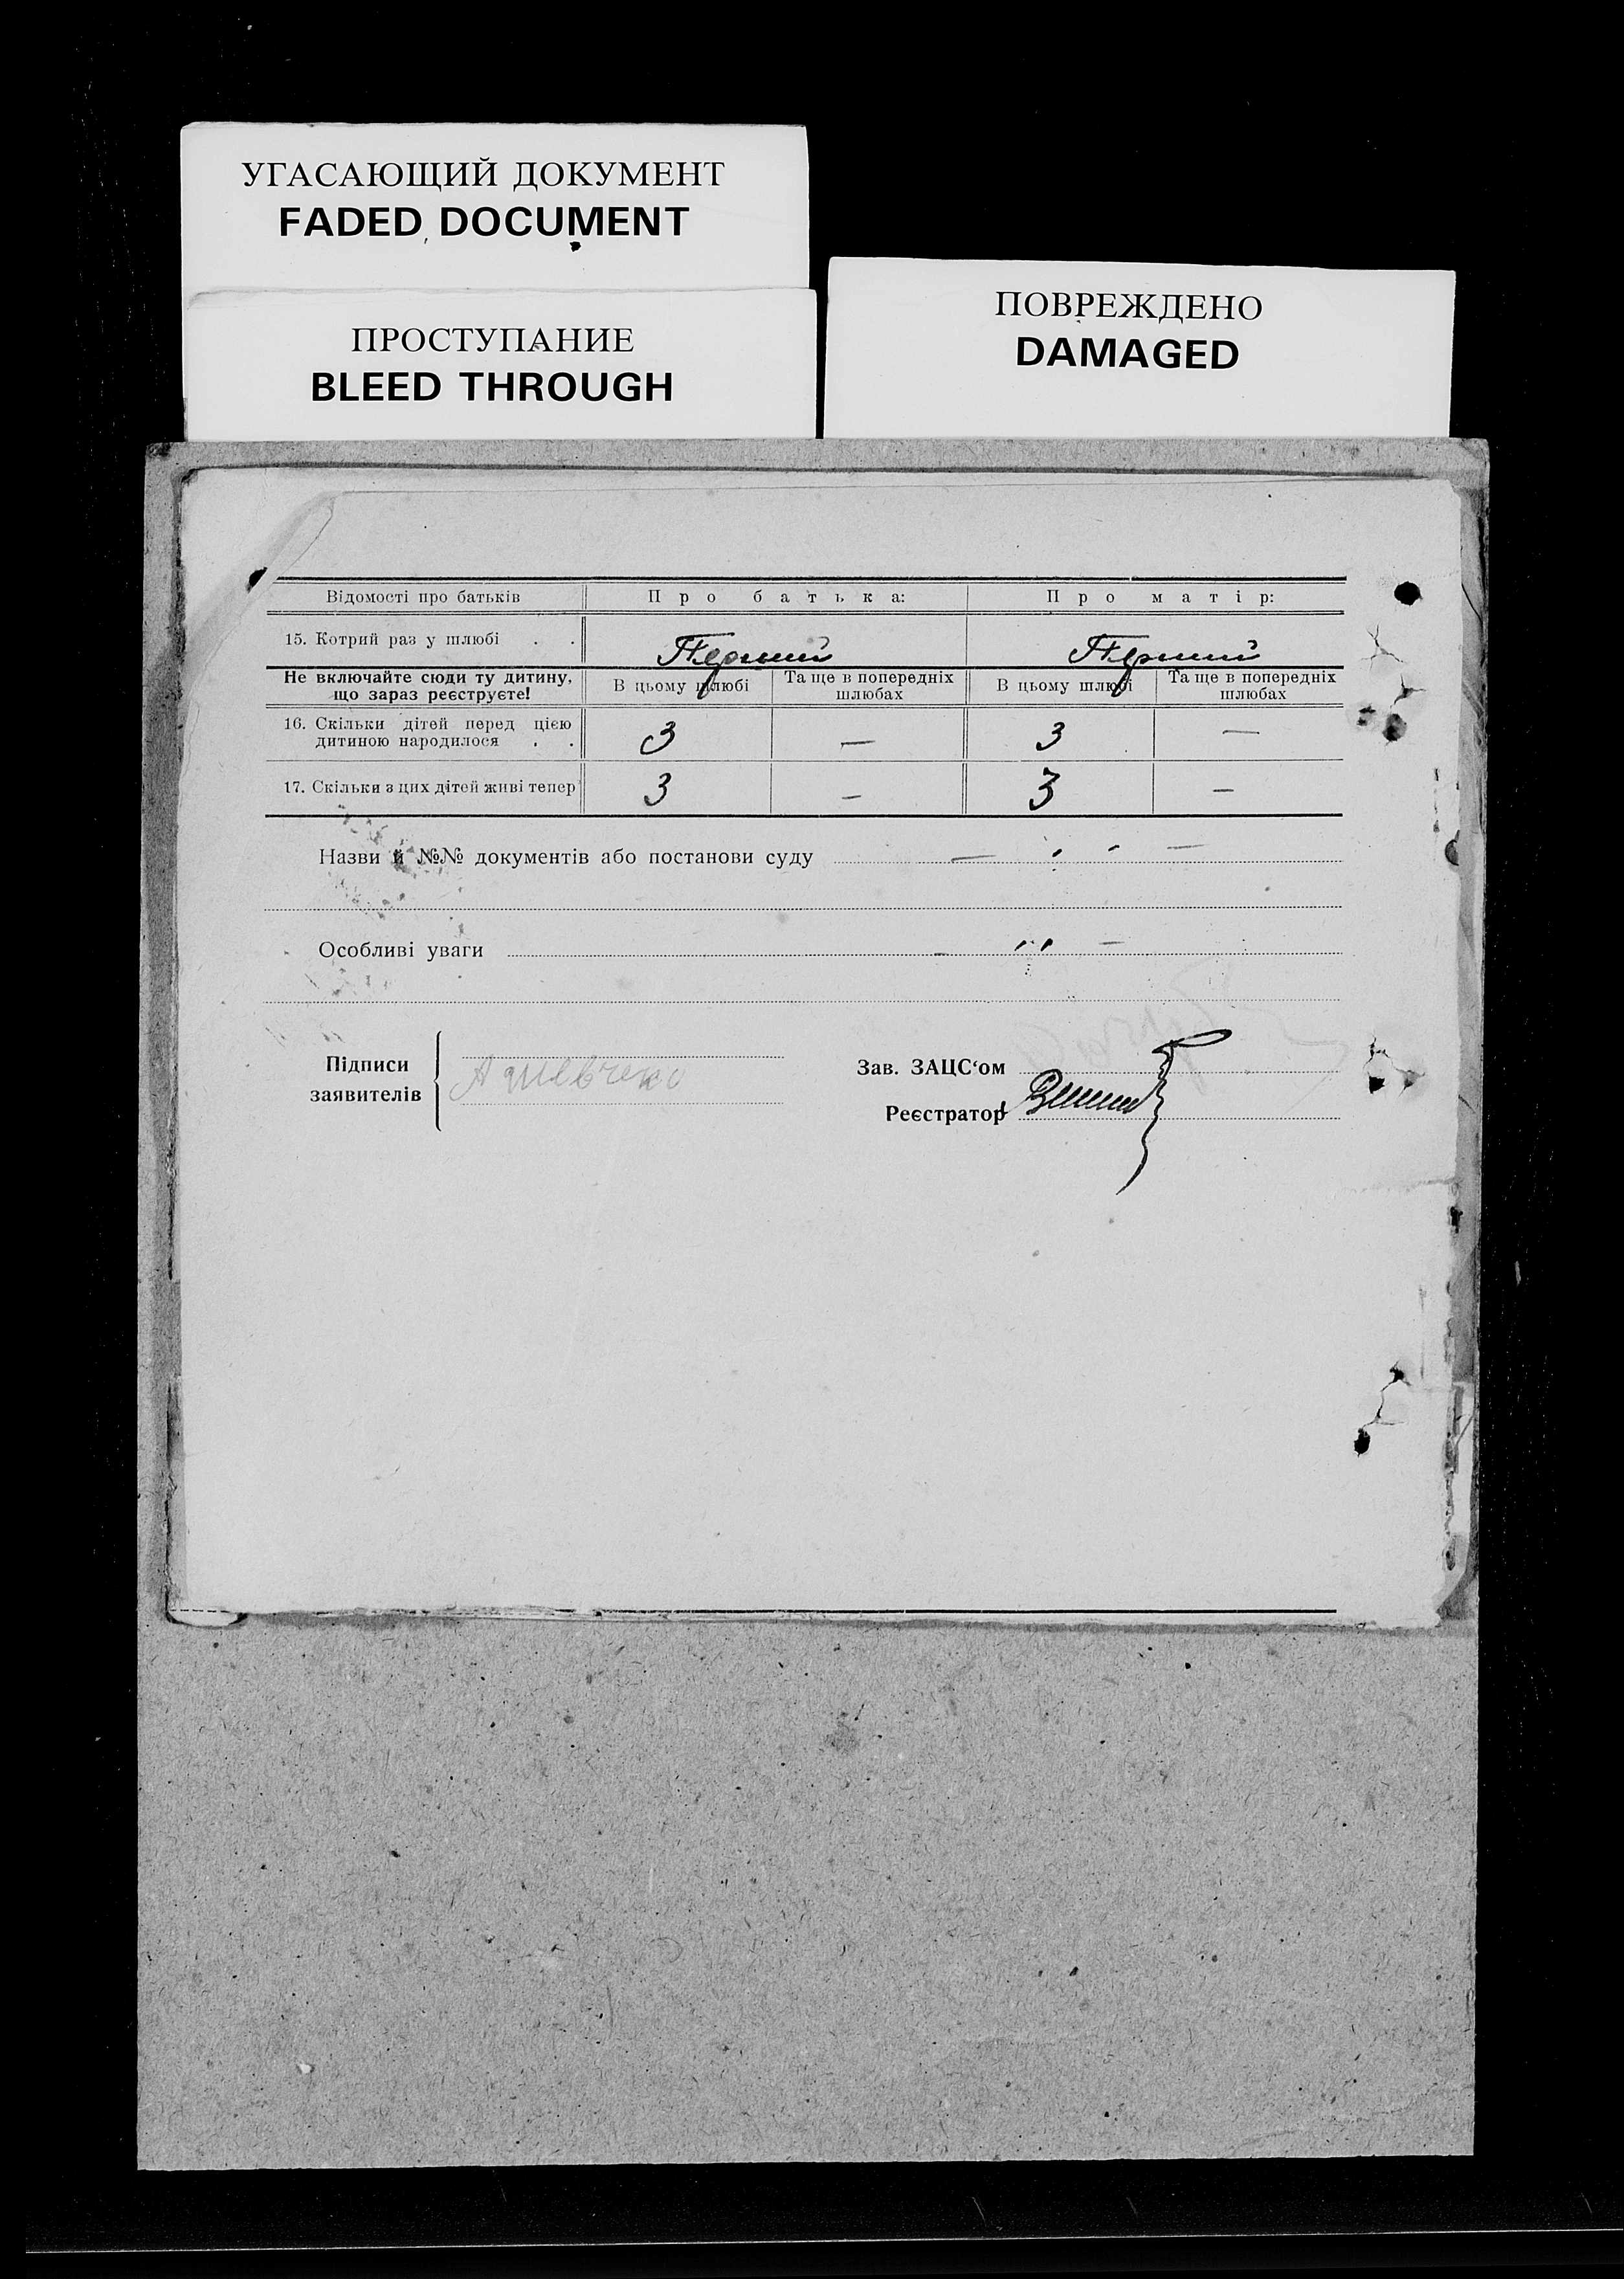 УГАСАЮЩИЙ ДОКУМЕНТ
FADED DOCUMENT
ПРОСТУПАНИЕ
BLEED THROUGH
ПОВРЕЖДЕНО
DAMAGED
Відомості про батьків Про батька: Про матір:
15. Котрий раз у шлюбі . . Перший Перший
Не включайте сюди ту дитину, що зараз реєструєте! В цьому шлюбі Та ще в попередніх шлюбах В цьому шлюбі Та ще в попередніх шлюбах
16. Скільки дітей перед цією
дитиною народилося . . 3 — 3 —
17. Скільки з цих дітей живі тепер 3 — 3 —
Назви й №№ документів або постанови суду — " — —
Особливі уваги — " —
Підписи
заявителів
Зав. ЗАЦС‘ом
Реєстратор